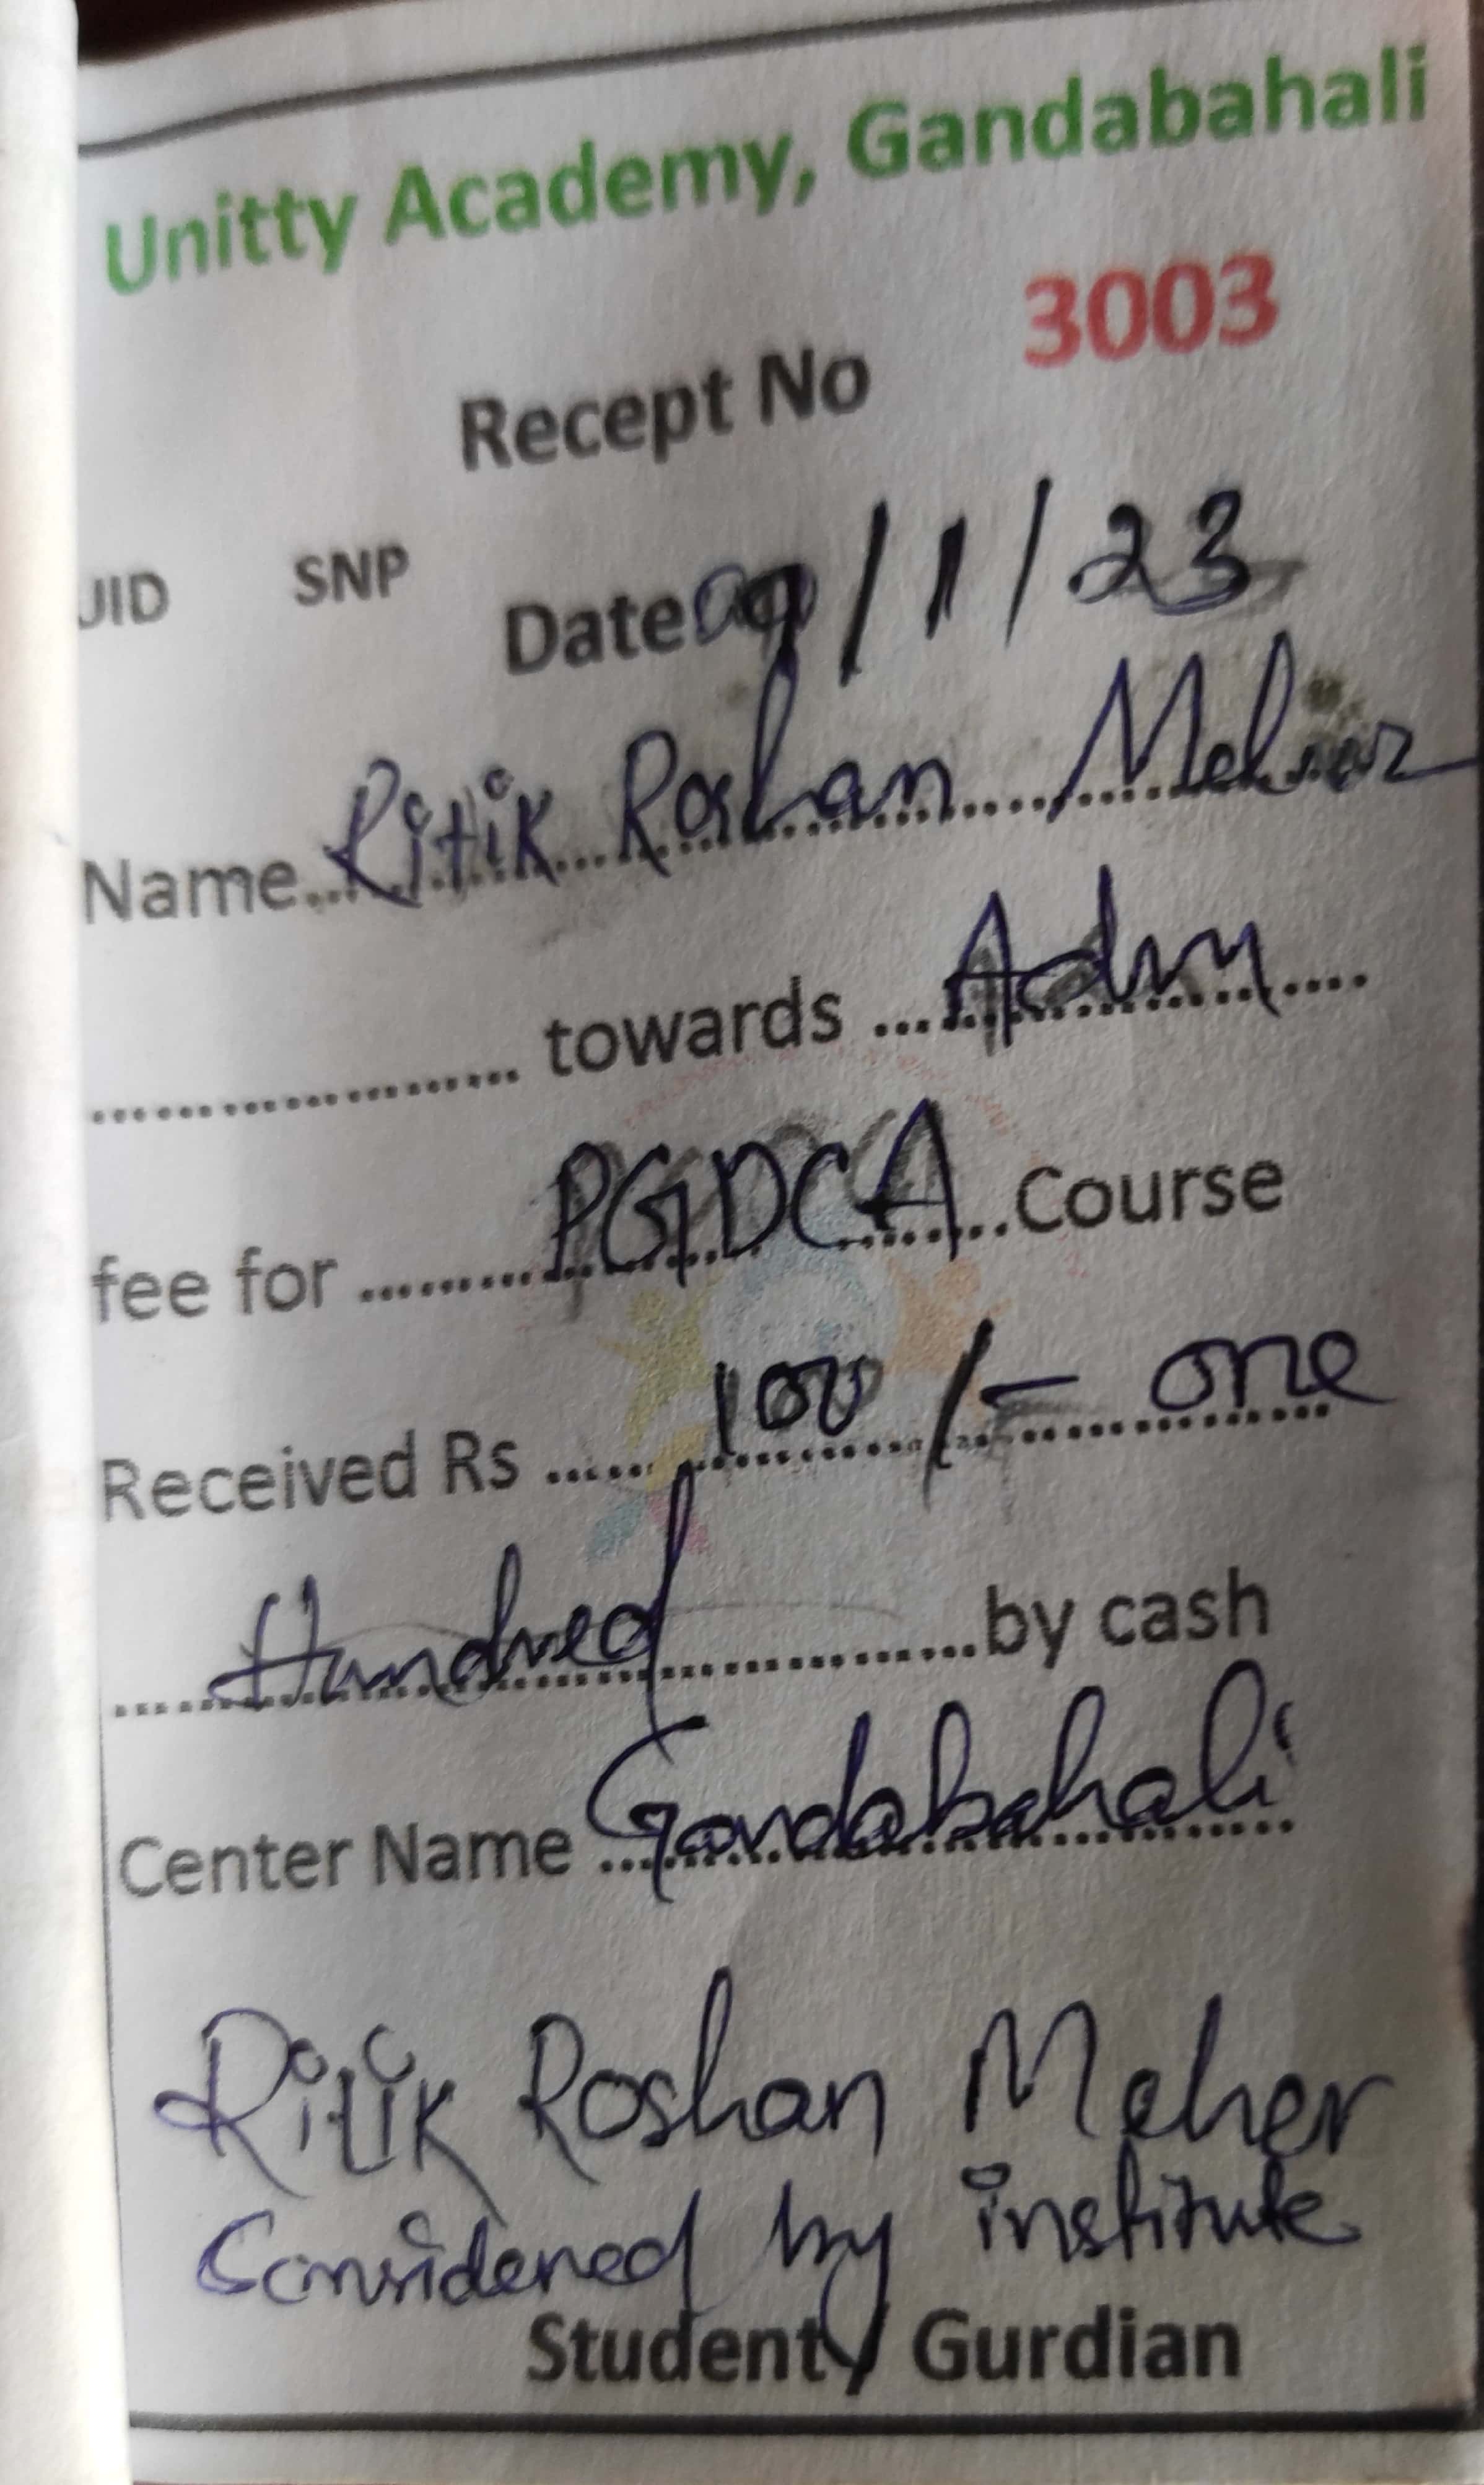 Unitty Academy, Gandabahali
3003
Recept No
JID SNP
Date 09/1/23
Name....Ritik Roshan Meher
.................... towards ...Adm....
fee for ..........PGDCA...Course
Received Rs ......100/- one
....Hundred..............by cash
Center Name ...Gandabahali
Ritik Roshan Meher
Considered by institute
Student / Gurdian